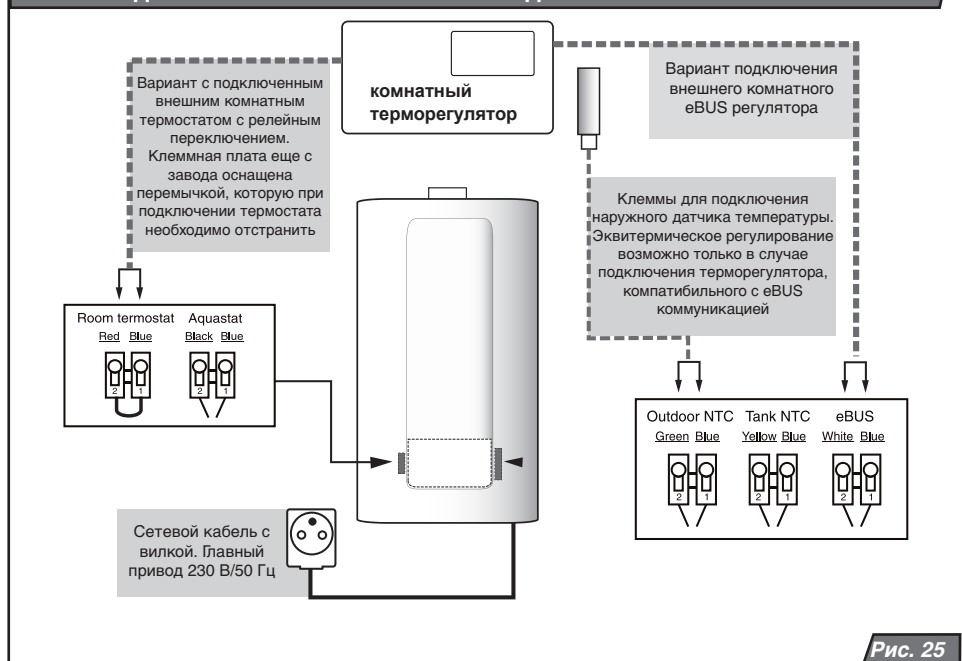 комнатный
терморегулятор
Вариант с подключенным
внешним комнатным
термостатом с релейным
переключением.
Клеммная плата еще с
завода оснащена
перемычкой, которую при
подключении термостата
необходимо отстранить
Вариант подключения
внешнего комнатного
eBUS регулятора
Клеммы для подключения
наружного датчика температуры.
Эквитермическое регулирование
возможно только в случае
подключения терморегулятора,
компатибильного с eBUS
коммуникацией
Room termostat Aquastat
Red Blue Black Blue
2 1 2 1
Outdoor NTC Tank NTC eBUS
Green Blue Yellow Blue White Blue
2 1 2 1 2 1
Сетевой кабель с
вилкой. Главный
привод 230 В/50 Гц
Рис. 25